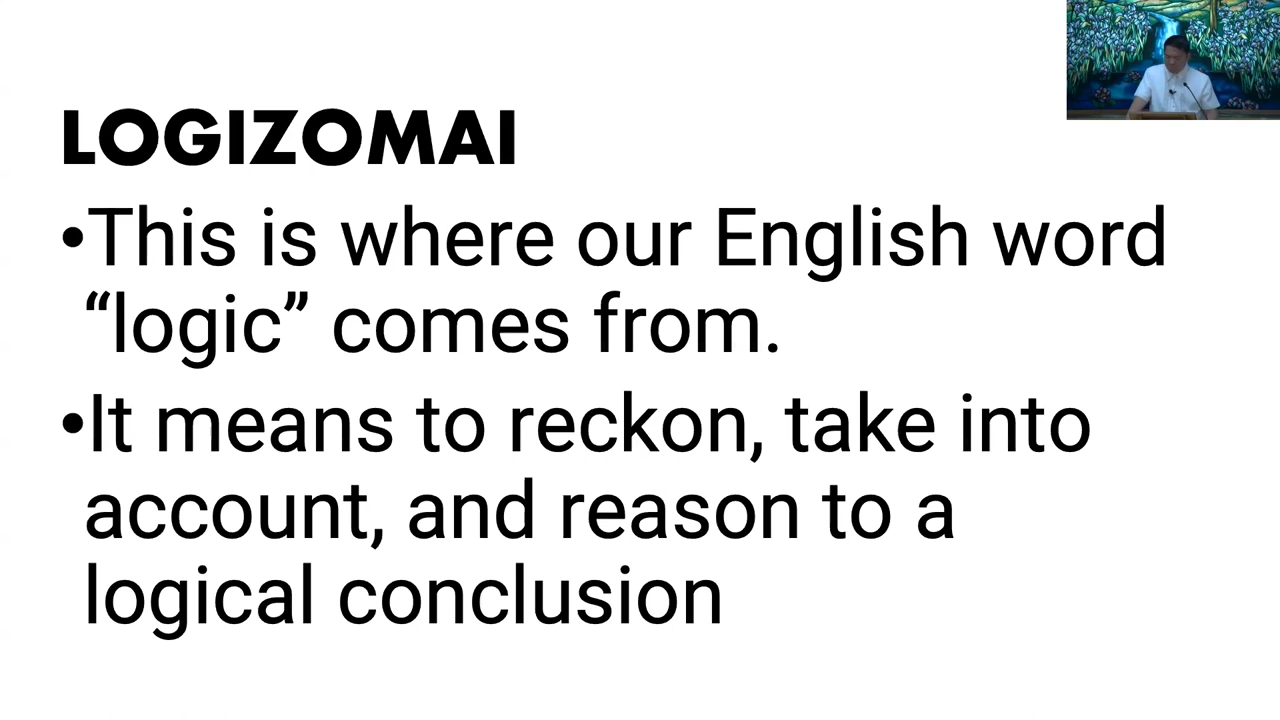 LOGIZOMAI
•This is where our English word
“logic” comes from.
•It means to reckon, take into
account, and reason to a
logical conclusion